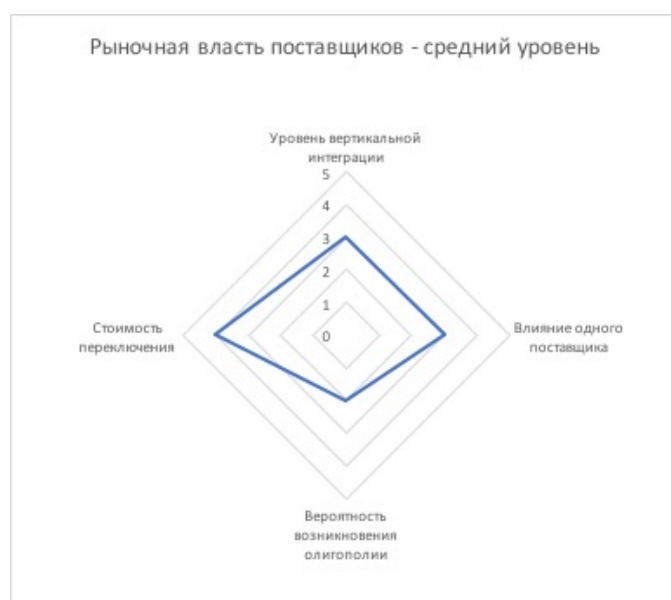 Рыночная власть поставщиков - средний уровень
Уровень вертикальной
интеграции
5
4
3
2
1
0
Стоимость
переключения
Влияние одного
поставщика
Вероятность
возникновения
олигополии